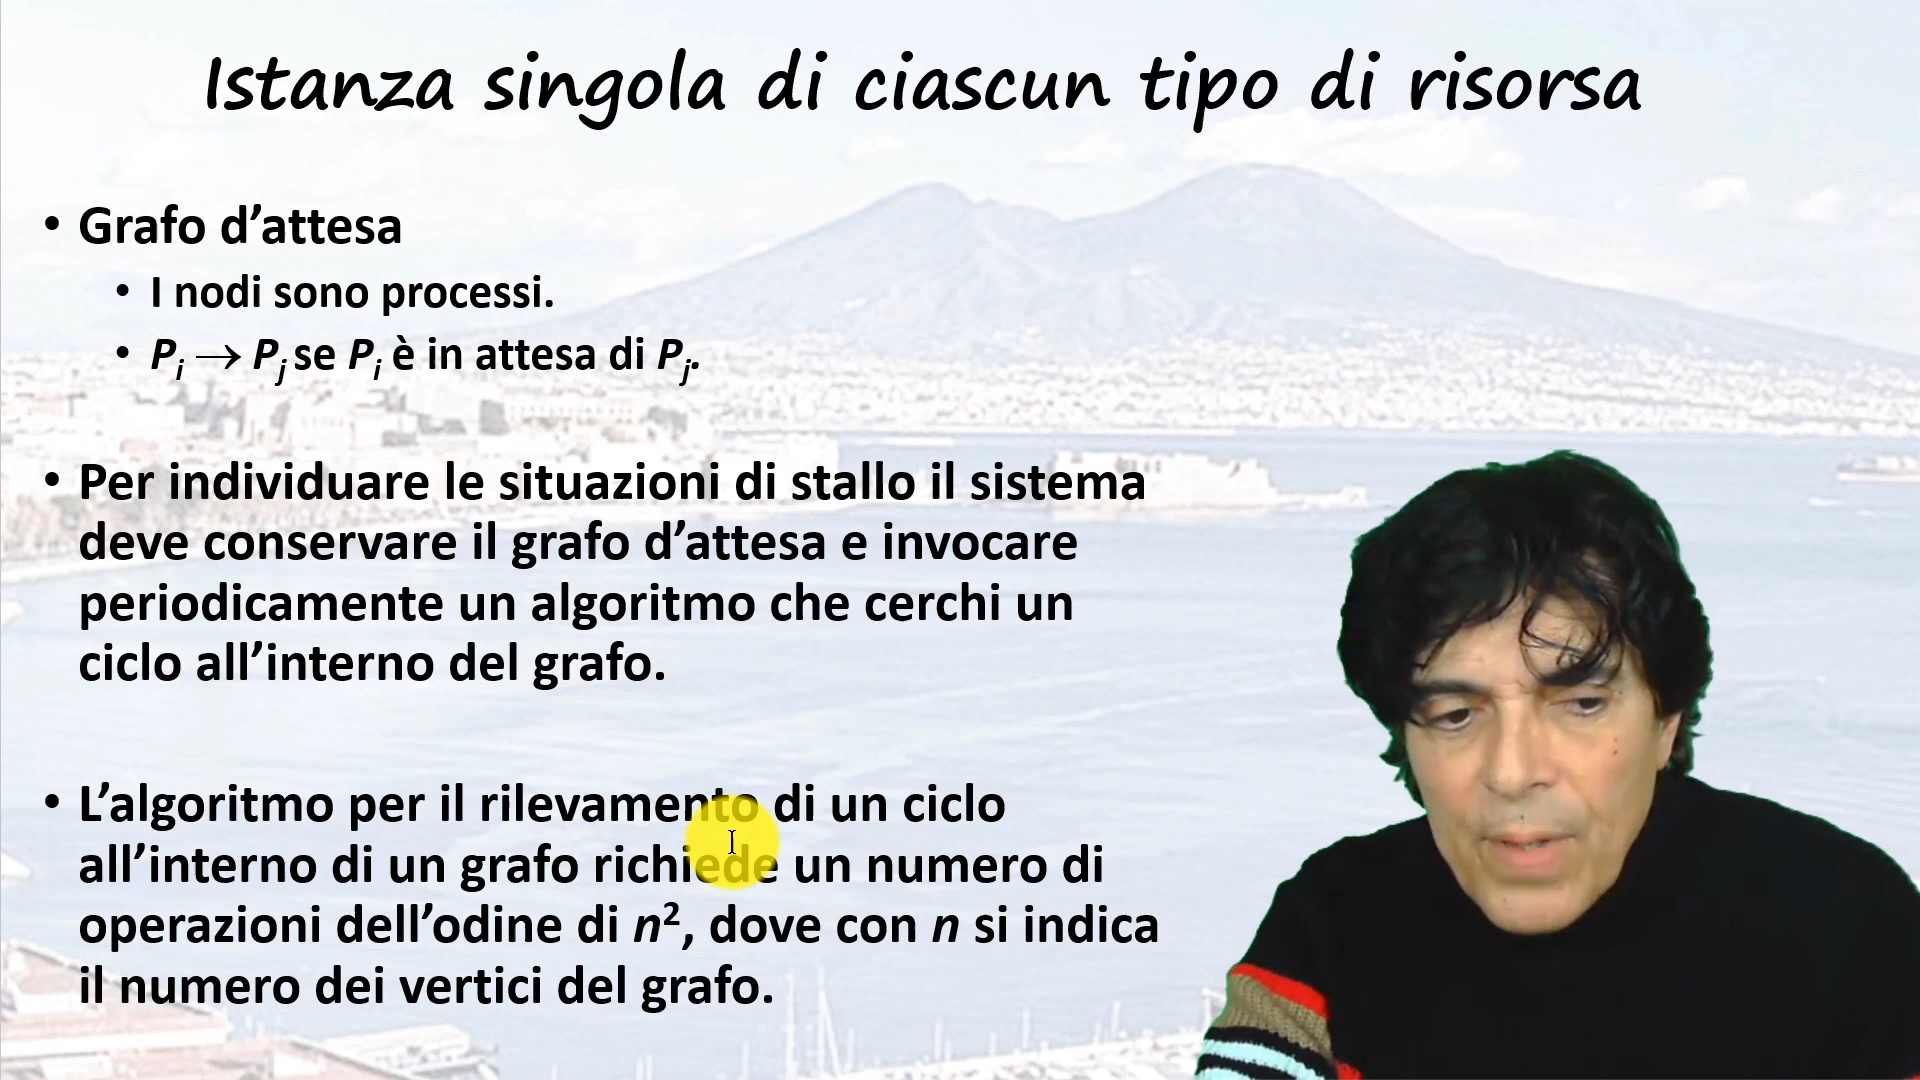 Istanza singola di ciascun tipo di risorsa
• Grafo d’attesa
• I nodi sono processi.
• Pi → Pj se Pi è in attesa di Pj.
• Per individuare le situazioni di stallo il sistema
deve conservare il grafo d’attesa e invocare
periodicamente un algoritmo che cerchi un
ciclo all’interno del grafo.
• L’algoritmo per il rilevamento di un ciclo
all’interno di un grafo richiede un numero di
operazioni dell’odine di n², dove con n si indica
il numero dei vertici del grafo.